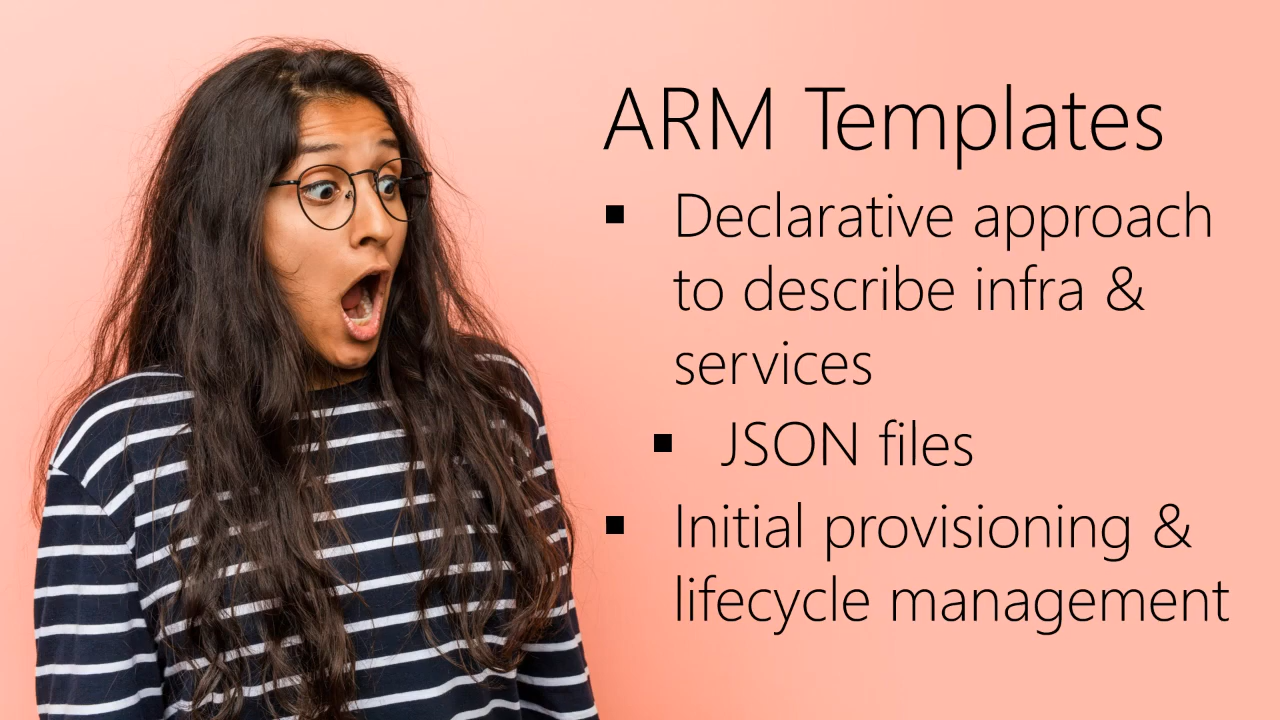 ARM Templates
▪ Declarative approach
to describe infra &
services
▪ JSON files
▪ Initial provisioning &
lifecycle management